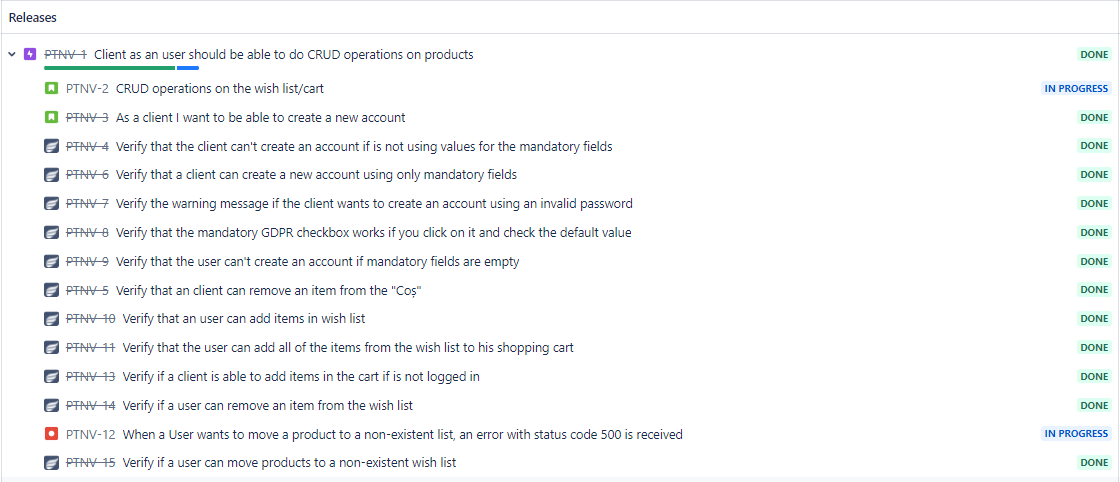 Releases
PTNV-1 Client as an user should be able to do CRUD operations on products DONE
PTNV-2 CRUD operations on the wish list/cart IN PROGRESS
PTNV-3 As a client I want to be able to create a new account DONE
PTNV-4 Verify that the client can't create an account if is not using values for the mandatory fields DONE
PTNV-6 Verify that a client can create a new account using only mandatory fields DONE
PTNV-7 Verify the warning message if the client wants to create an account using an invalid password DONE
PTNV-8 Verify that the mandatory GDPR checkbox works if you click on it and check the default value DONE
PTNV-9 Verify that the user can't create an account if mandatory fields are empty DONE
PTNV-5 Verify that an client can remove an item from the "Coș" DONE
PTNV-10 Verify that an user can add items in wish list DONE
PTNV-11 Verify that the user can add all of the items from the wish list to his shopping cart DONE
PTNV-13 Verify if a client is able to add items in the cart if is not logged in DONE
PTNV-14 Verify if a user can remove an item from the wish list DONE
PTNV-12 When a User wants to move a product to a non-existent list, an error with status code 500 is received IN PROGRESS
PTNV-15 Verify if a user can move products to a non-existent wish list DONE